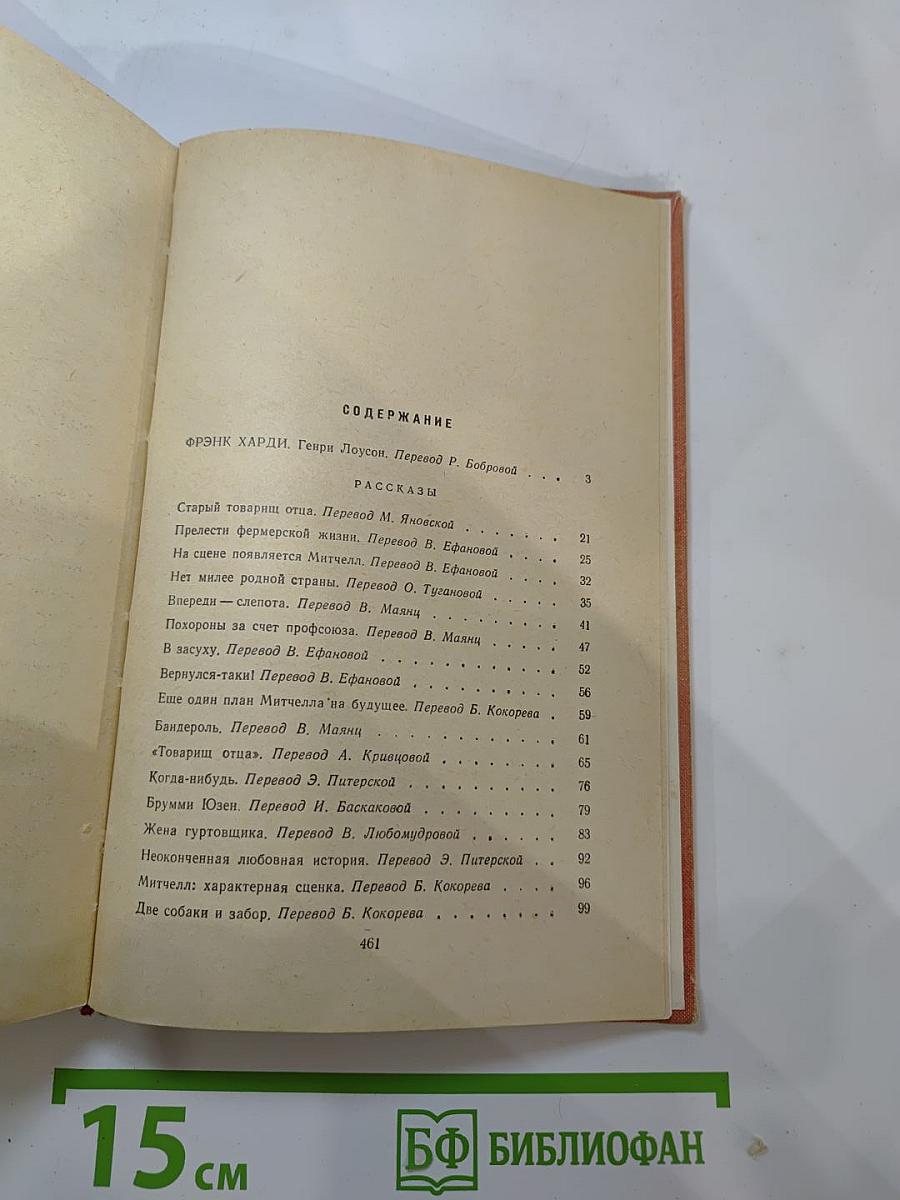 СОДЕРЖАНИЕ
ФРЭНК ХАРДИ. Генри Лоусон. Перевод Р. Бобровой . . . 3
РАССКАЗЫ
Старый товарищ отца. Перевод М. Яновской . . . . . . 21
Прелести фермерской жизни. Перевод В. Ефановой . . . . 25
На сцене появляется Митчелл. Перевод В. Ефановой . . . . 32
Нет милее родной страны. Перевод О. Тугановой . . . . . 35
Впереди — слепота. Перевод В. Маянц . . . . . . . . 41
Похороны за счет профсоюза. Перевод В. Маянц . . . . . 47
В засуху. Перевод В. Ефановой . . . . . . . . . . . 52
Вернулся-таки! Перевод В. Ефановой . . . . . . . . . . 56
Еще один план Митчелла на будущее. Перевод Б. Кокорева . 59
Бандероль. Перевод В. Маянц . . . . . . . . . . . . 61
«Товарищ отца». Перевод А. Кривцовой . . . . . . . . 65
Когда-нибудь. Перевод Э. Питерской . . . . . . . . . . 76
Брумми Юзен. Перевод И. Баскаковой . . . . . . . . . 79
Жена гуртовщика. Перевод В. Любомудровой . . . . . . 83
Неоконченная любовная история. Перевод Э. Питерской . . 92
Митчелл: характерная сценка. Перевод Б. Кокорева . . . . 96
Две собаки и забор. Перевод Б. Кокорева . . . . . . . . 99
461
15 см
БФ БИБЛИОФАН